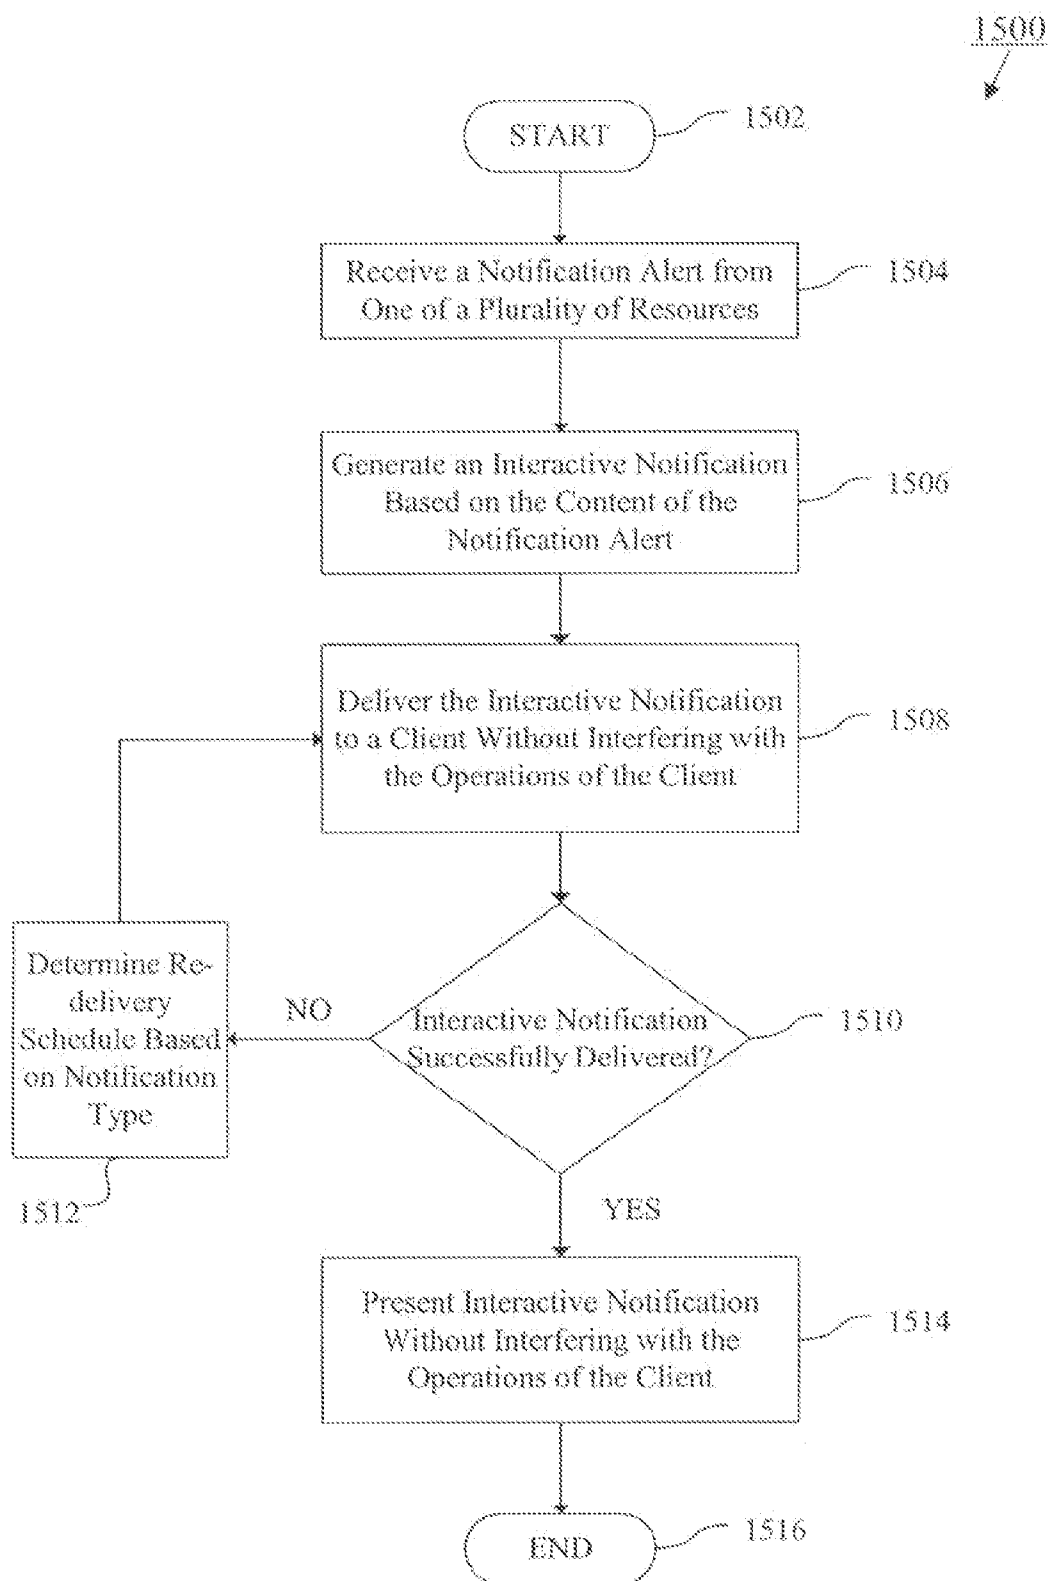 1500
START
1502
Receive a Notification Alert from
One of a Plurality of Resources
1504
Generate an Interactive Notification
Based on the Content of the
Notification Alert
1506
Deliver the Interactive Notification
to a Client Without Interfering with
the Operations of the Client
1508
Determine Re-
delivery
Schedule Based
on Notification
Type
1512
NO
Interactive Notification
Successfully Delivered?
1510
YES
Present Interactive Notification
Without Interfering with the
Operations of the Client
1514
END
1516